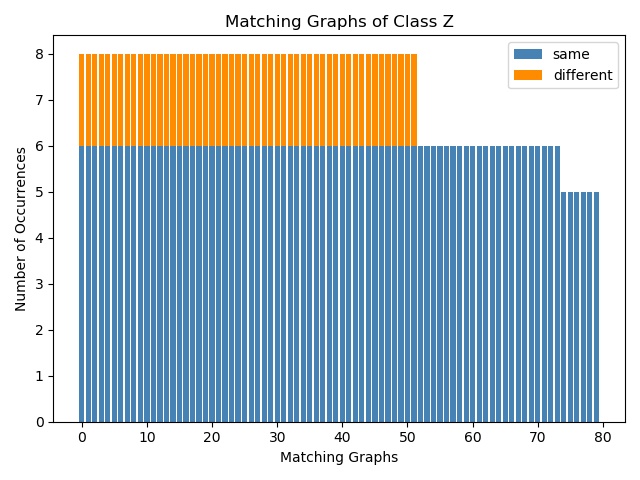 Matching Graphs of Class Z
same
different
Number of Occurrences
8
7
6
5
4
3
2
1
0
0 10 20 30 40 50 60 70 80
Matching Graphs